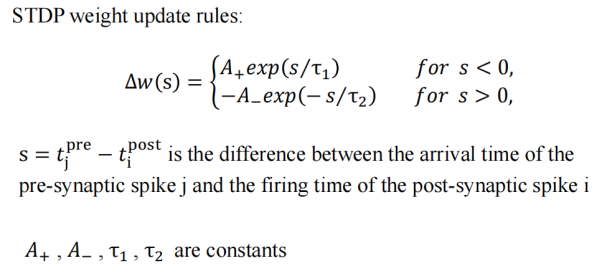 STDP weight update rules:
Δw(s) = {A₊exp(s/τ₁) for s < 0,
−A₋exp(− s/τ₂) for s > 0,
s = tⱼᵖʳᵉ − tᵢᵖᵒˢᵗ is the difference between the arrival time of the
pre-synaptic spike j and the firing time of the post-synaptic spike i
A₊ , A₋ , τ₁ , τ₂ are constants